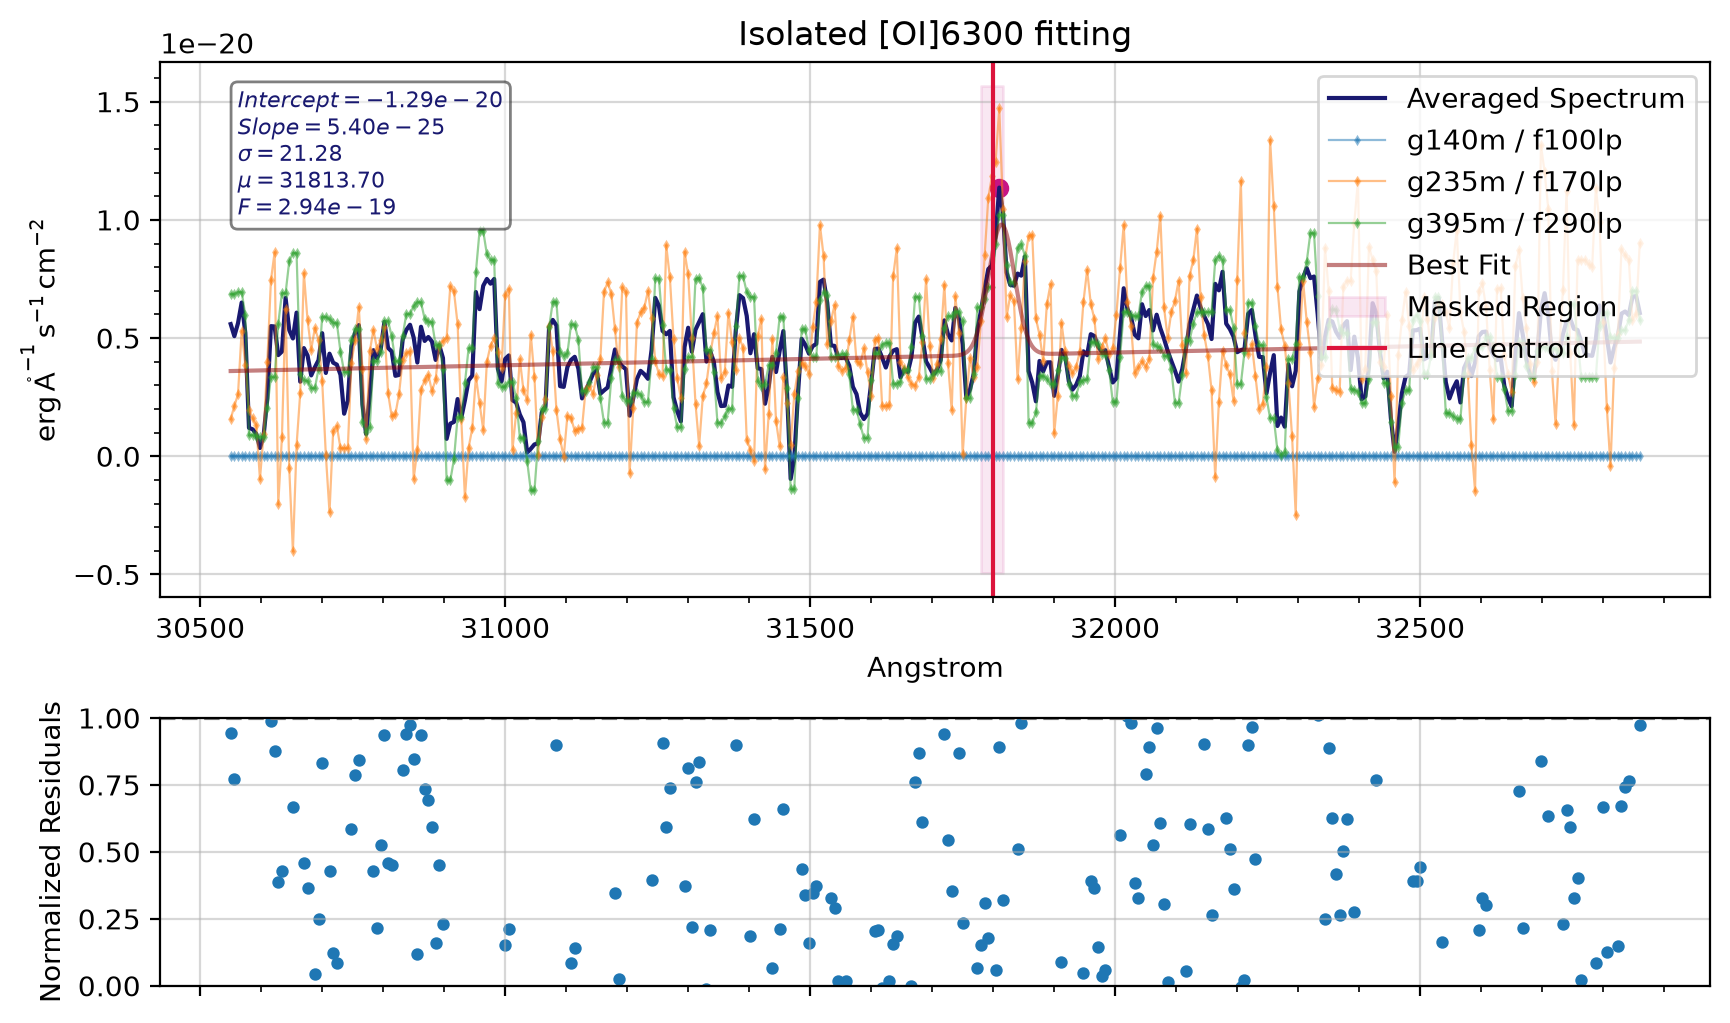 Isolated [OI]6300 fitting
1e−20
Intercept = −1.29e − 20
Slope = 5.40e − 25
σ = 21.28
μ = 31813.70
F = 2.94e − 19
Averaged Spectrum
g140m / f100lp
g235m / f170lp
g395m / f290lp
Best Fit
Masked Region
Line centroid
1.5
1.0
0.5
0.0
−0.5
erg Å⁻¹ s⁻¹ cm⁻²
30500 31000 31500 32000 32500
Angstrom
1.00
0.75
0.50
0.25
0.00
Normalized Residuals